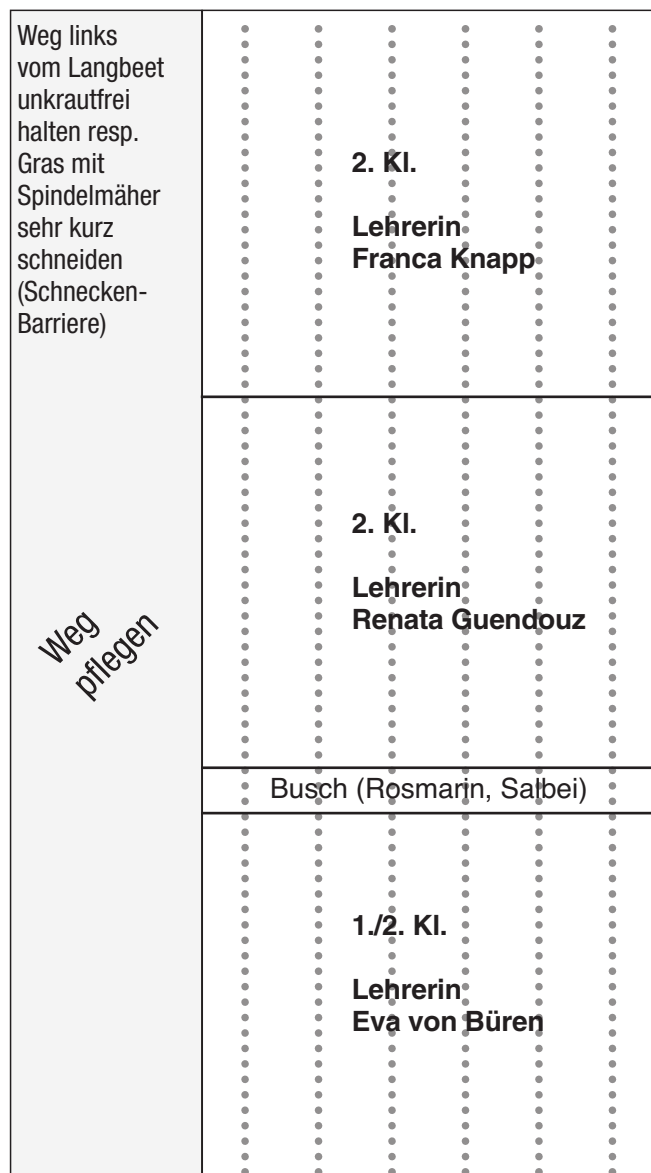 Weg links
vom Langbeet
unkrautfrei
halten resp.
Gras mit
Spindelmäher
sehr kurz
schneiden
(Schnecken-
Barriere)
2. Kl.
Lehrerin
Franca Knapp
2. Kl.
Lehrerin
Renata Guendouz
Weg
pflegen
Busch (Rosmarin, Salbei)
1./2. Kl.
Lehrerin
Eva von Büren